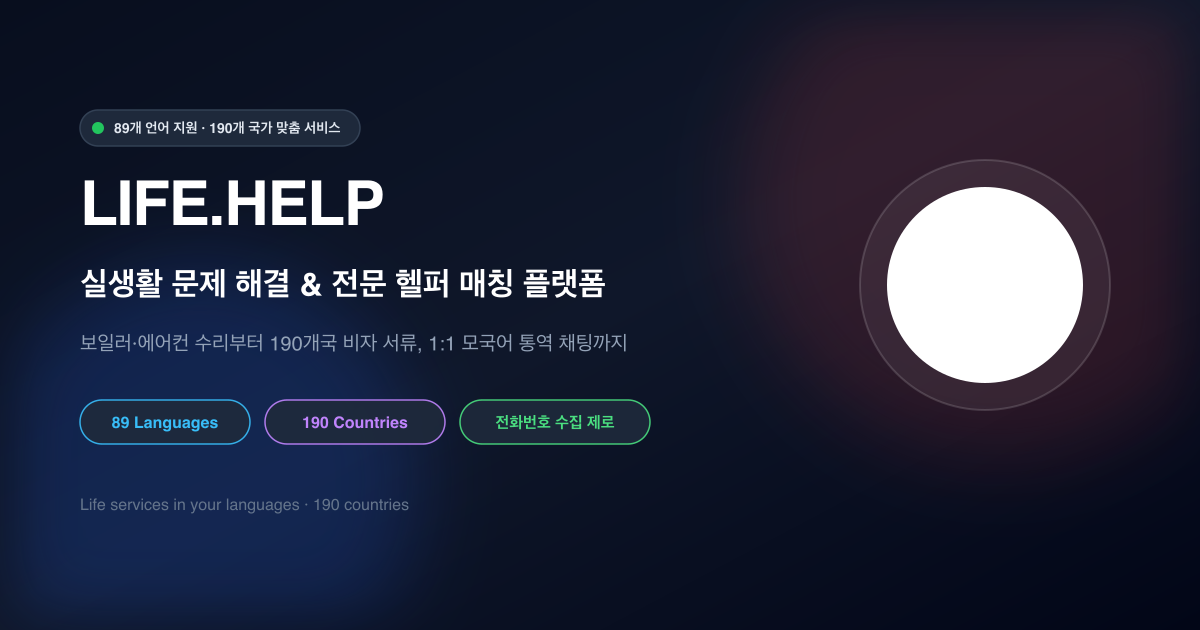 89개 언어 지원 · 190개 국가 맞춤 서비스
LIFE.HELP
실생활 문제 해결 & 전문 헬퍼 매칭 플랫폼
보일러·에어컨 수리부터 190개국 비자 서류, 1:1 모국어 통역 채팅까지
89 Languages
190 Countries
전화번호 수집 제로
Life services in your languages · 190 countries